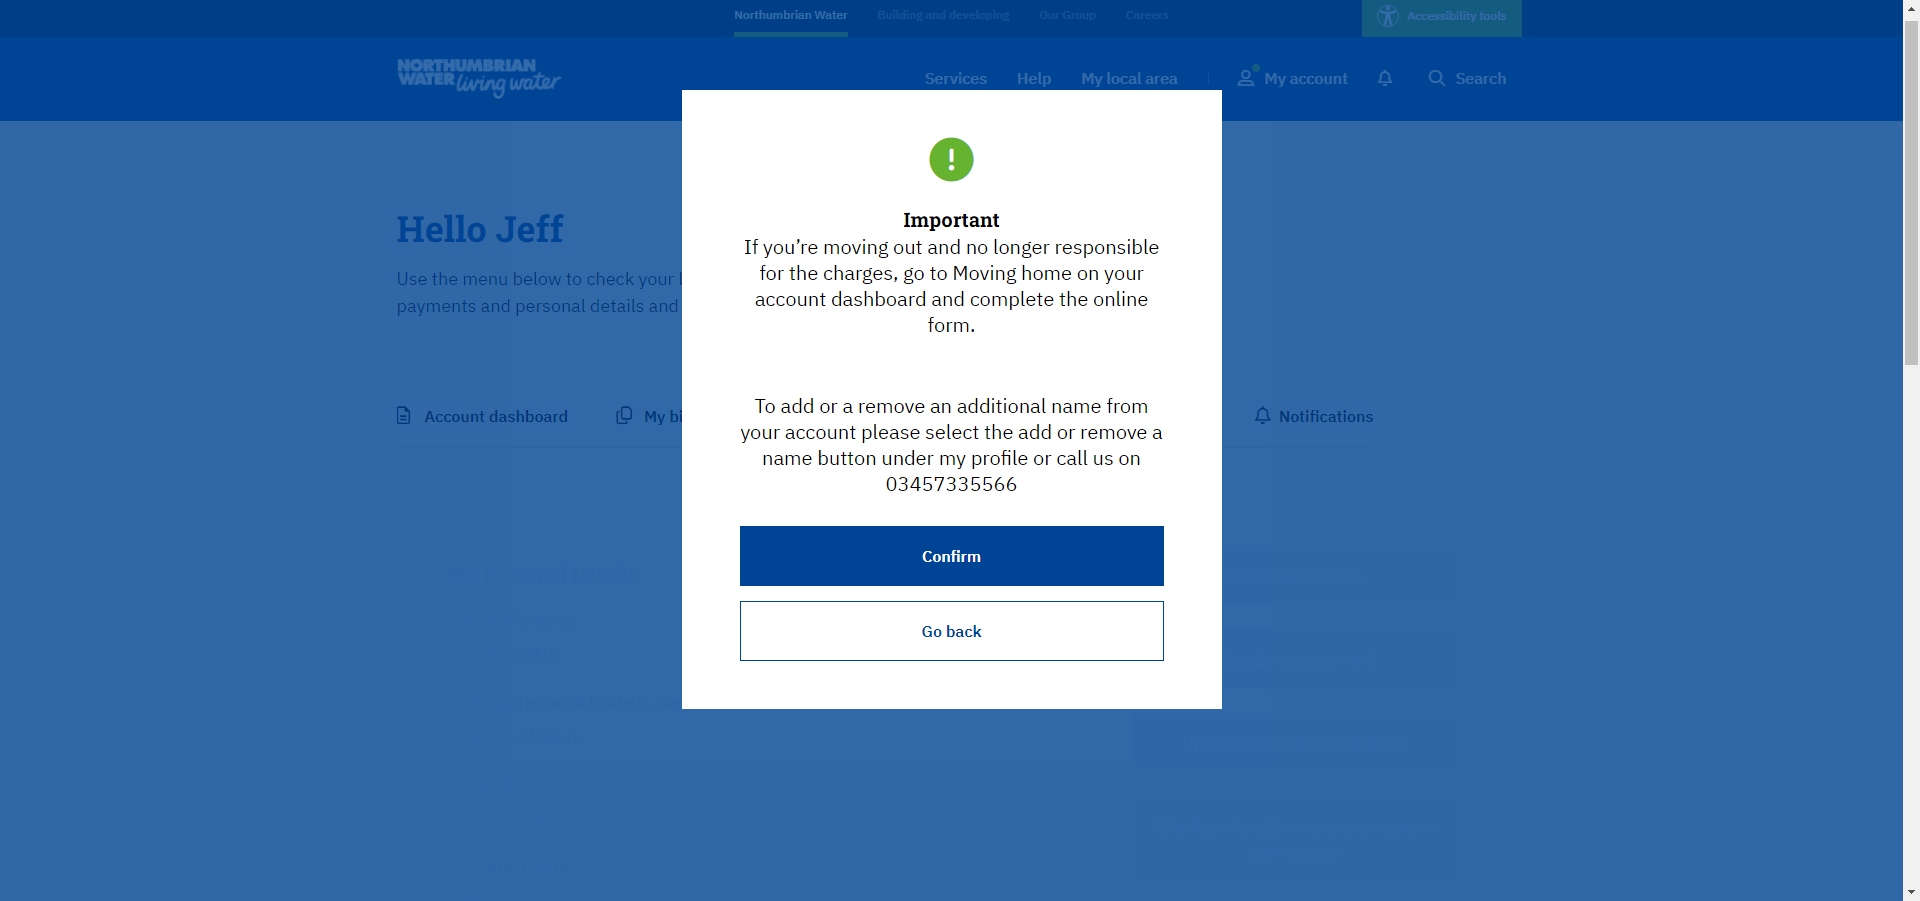 Northumbrian Water
Building and developing
Our Group
Careers
Accessibility tools
NORTHUMBRIAN
WATER living water
Services
Help
My local area
My account
Search
Important
If you’re moving out and no longer responsible
for the charges, go to Moving home on your
account dashboard and complete the online
form.
To add or a remove an additional name from
your account please select the add or remove a
name button under my profile or call us on
03457335566
Confirm
Go back
Hello Jeff
Use the menu below to check your
payments and personal details and
Account dashboard
My bi
Notifications